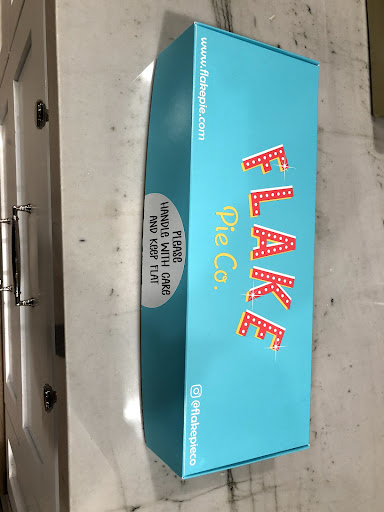 www.flakepie.com
FLAKE
Pie Co.
@flakepieco
PLEASE
HANDLE WITH CARE
AND KEEP FLAT